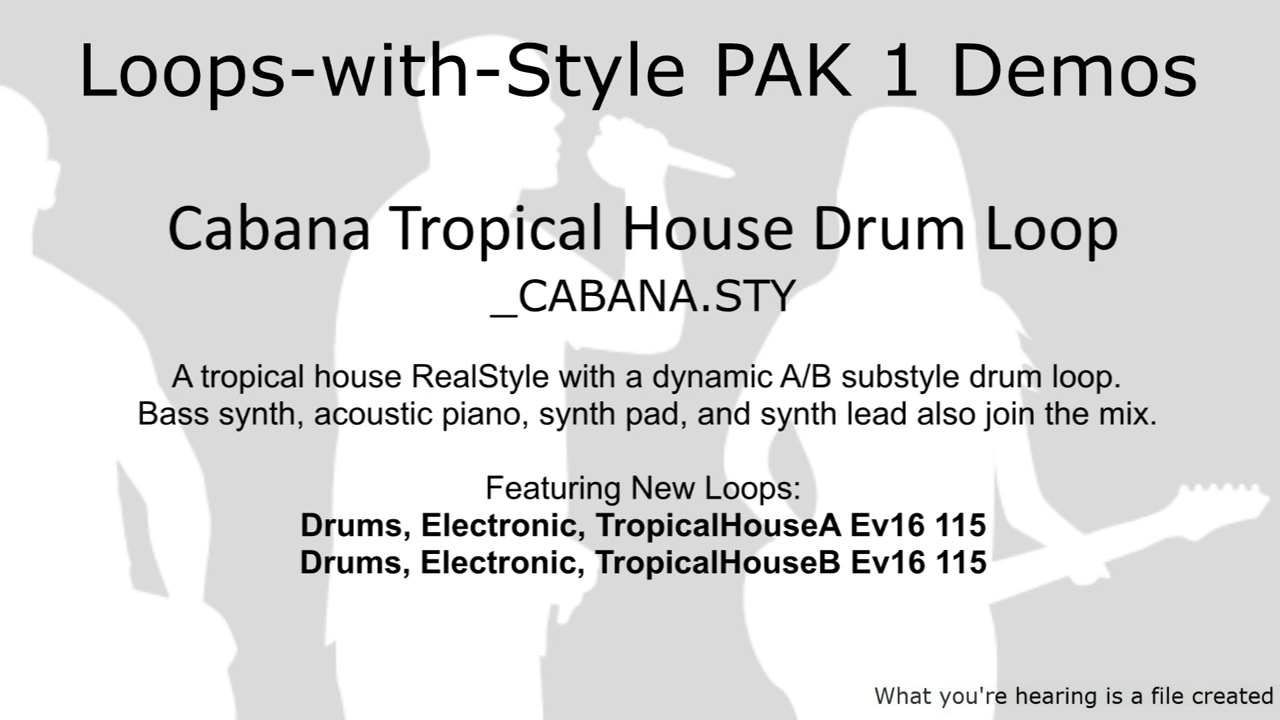 Loops-with-Style PAK 1 Demos
Cabana Tropical House Drum Loop
_CABANA.STY
A tropical house RealStyle with a dynamic A/B substyle drum loop.
Bass synth, acoustic piano, synth pad, and synth lead also join the mix.
Featuring New Loops:
Drums, Electronic, TropicalHouseA Ev16 115
Drums, Electronic, TropicalHouseB Ev16 115
What you're hearing is a file created